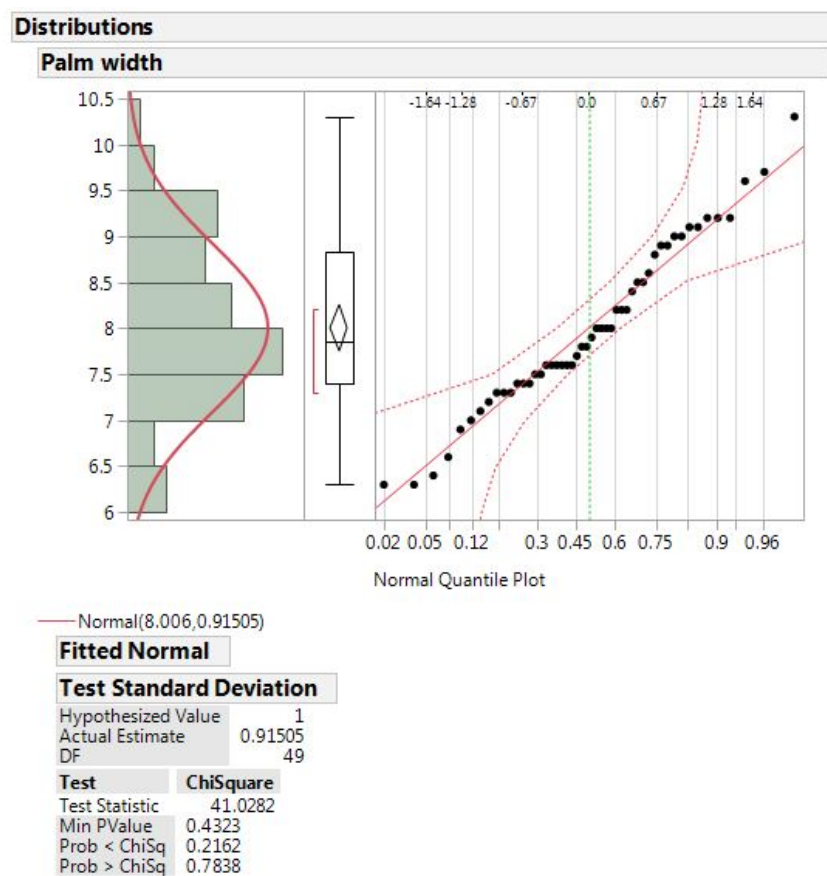 Distributions
Palm width
10.5
10
9.5
9
8.5
8
7.5
7
6.5
6
-1.64 -1.28 -0.67 0.0 0.67 1.28 1.64
0.02 0.05 0.12 0.3 0.45 0.6 0.75 0.9 0.96
Normal Quantile Plot
Normal(8.006,0.91505)
Fitted Normal
Test Standard Deviation
Hypothesized Value 1
Actual Estimate 0.91505
DF 49
Test ChiSquare
Test Statistic 41.0282
Min PValue 0.4323
Prob < ChiSq 0.2162
Prob > ChiSq 0.7838